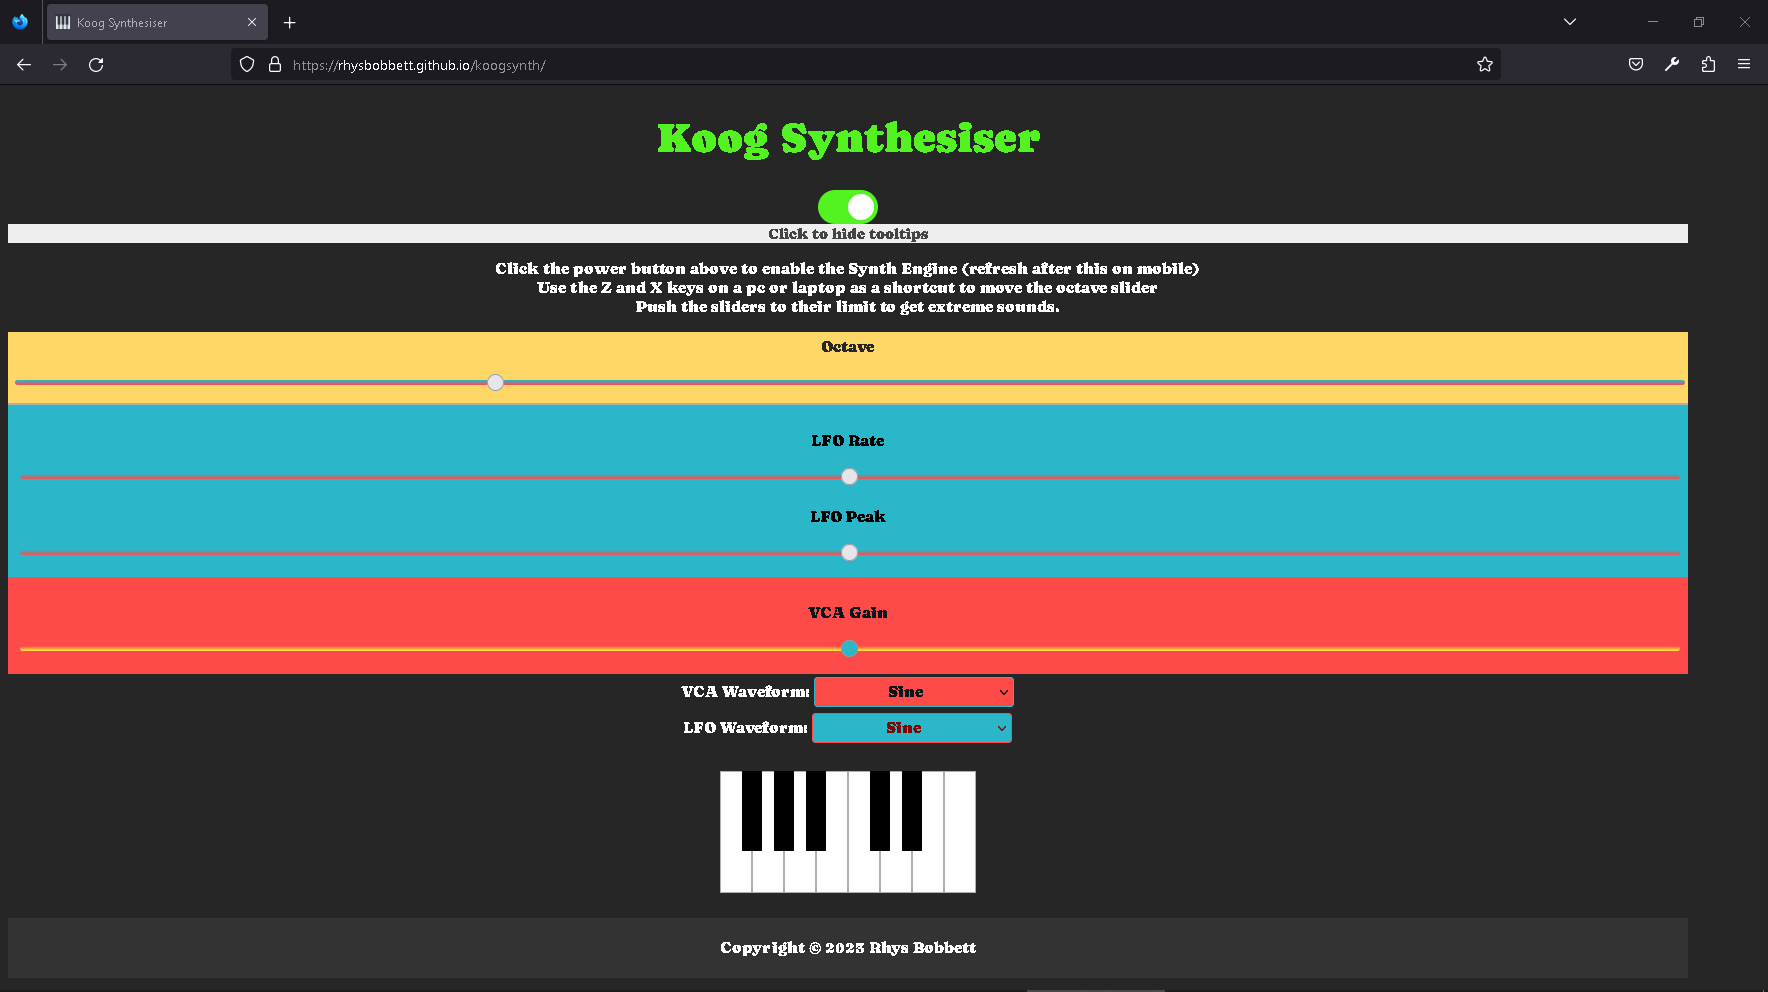 Koog Synthesiser
https://rhysbobbett.github.io/koogsynth/
Koog Synthesiser
Click to hide tooltips
Click the power button above to enable the Synth Engine (refresh after this on mobile)
Use the Z and X keys on a pc or laptop as a shortcut to move the octave slider
Push the sliders to their limit to get extreme sounds.
Octave
LFO Rate
LFO Peak
VCA Gain
VCA Waveform: Sine
LFO Waveform: Sine
Copyright © 2023 Rhys Bobbett